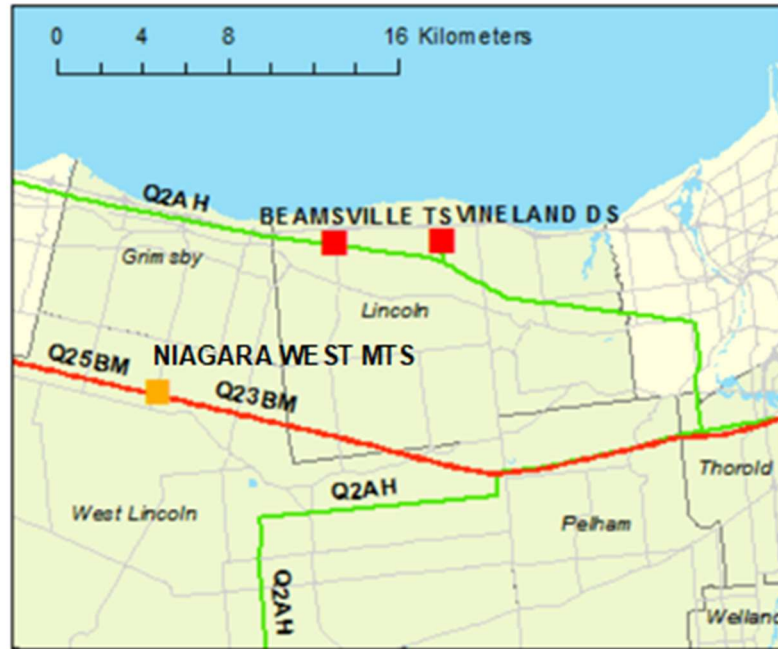 0 4 8 16 Kilometers
Q2AH
BEAMSVILLE TS VINELAND DS
Grimsby
Lincoln
NIAGARA WEST MTS
Q25BM
Q23BM
Thorold
Q2AH
West Lincoln
Pelham
Q2AH
Welland